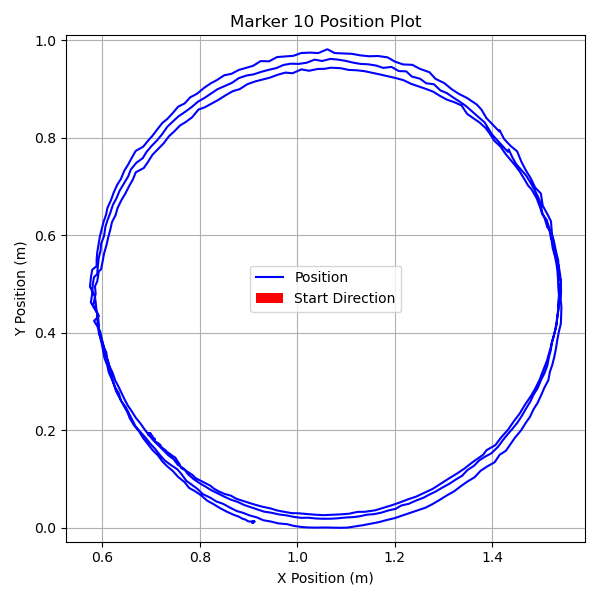 Marker 10 Position Plot
1.0
0.8
0.6
0.4
0.2
0.0
Y Position (m)
Position
Start Direction
0.6 0.8 1.0 1.2 1.4
X Position (m)